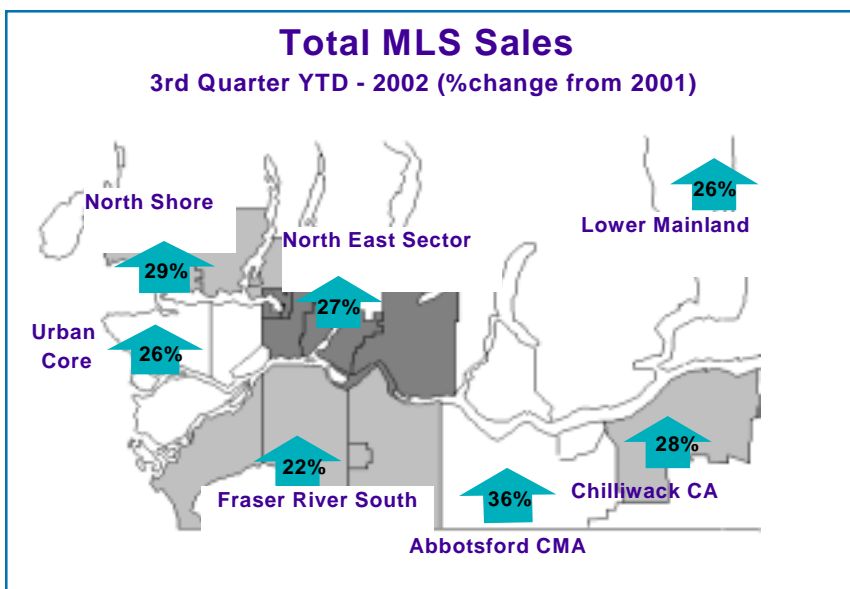 Total MLS Sales
3rd Quarter YTD - 2002 (%change from 2001)
26%
Lower Mainland
North Shore
29%
North East Sector
27%
Urban
Core
26%
22%
Fraser River South
36%
Abbotsford CMA
28%
Chilliwack CA